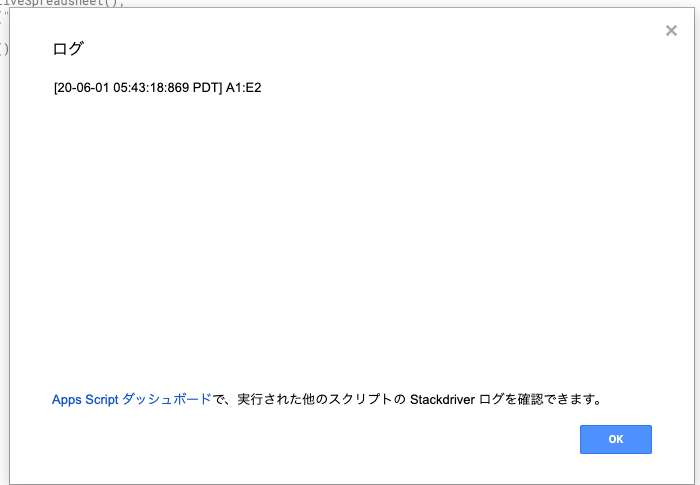 ログ
[20-06-01 05:43:18:869 PDT] A1:E2
Apps Script ダッシュボードで、実行された他のスクリプトの Stackdriver ログを確認できます。
OK